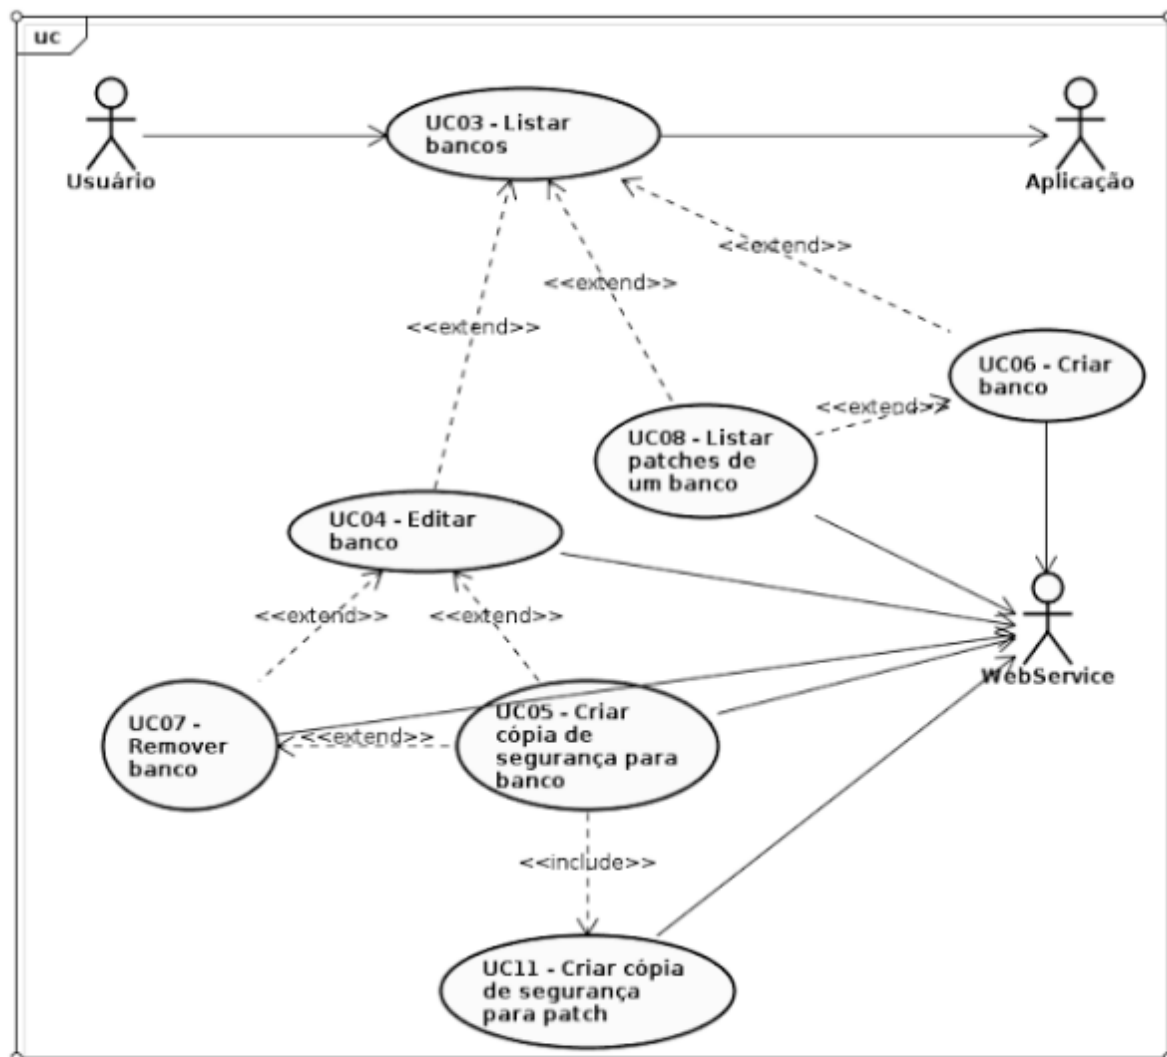 uc
UC03 - Listar
bancos
Usuário
Aplicação
<<extend>>
<<extend>>
<<extend>>
UC06 - Criar
banco
<<extend>>
UC08 - Listar
patches de
um banco
UC04 - Editar
banco
<<extend>>
<<extend>>
WebService
UC07 -
Remover
banco
<<extend>>
UC05 - Criar
cópia de
segurança para
banco
<<include>>
UC11 - Criar cópia
de segurança
para patch